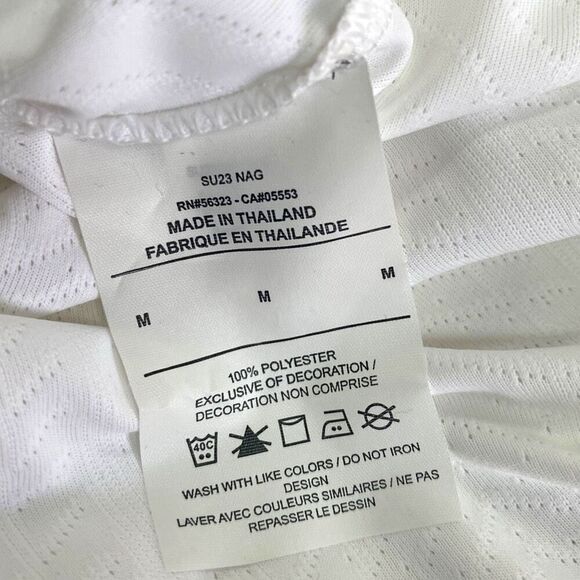 SU23 NAG
RN#56323 - CA#05553
MADE IN THAILAND
FABRIQUE EN THAILANDE
M M M
100% POLYESTER
EXCLUSIVE OF DECORATION /
DECORATION NON COMPRISE
40C
WASH WITH LIKE COLORS / DO NOT IRON
DESIGN
LAVER AVEC COULEURS SIMILAIRES / NE PAS
REPASSER LE DESSIN